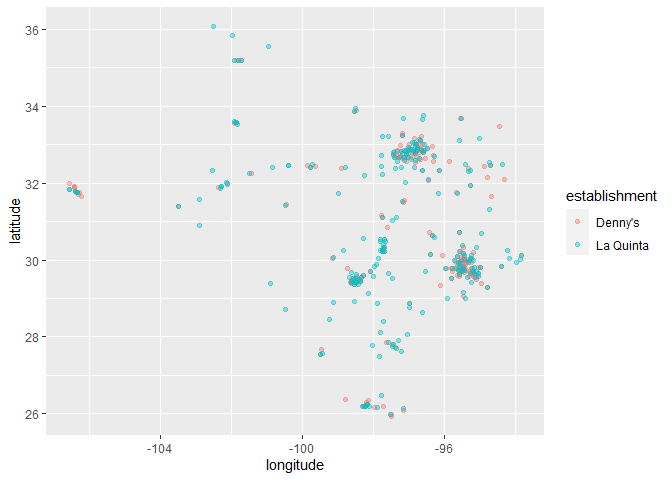 36
34
32
30
28
26
latitude
-104
-100
-96
longitude
establishment
Denny's
La Quinta